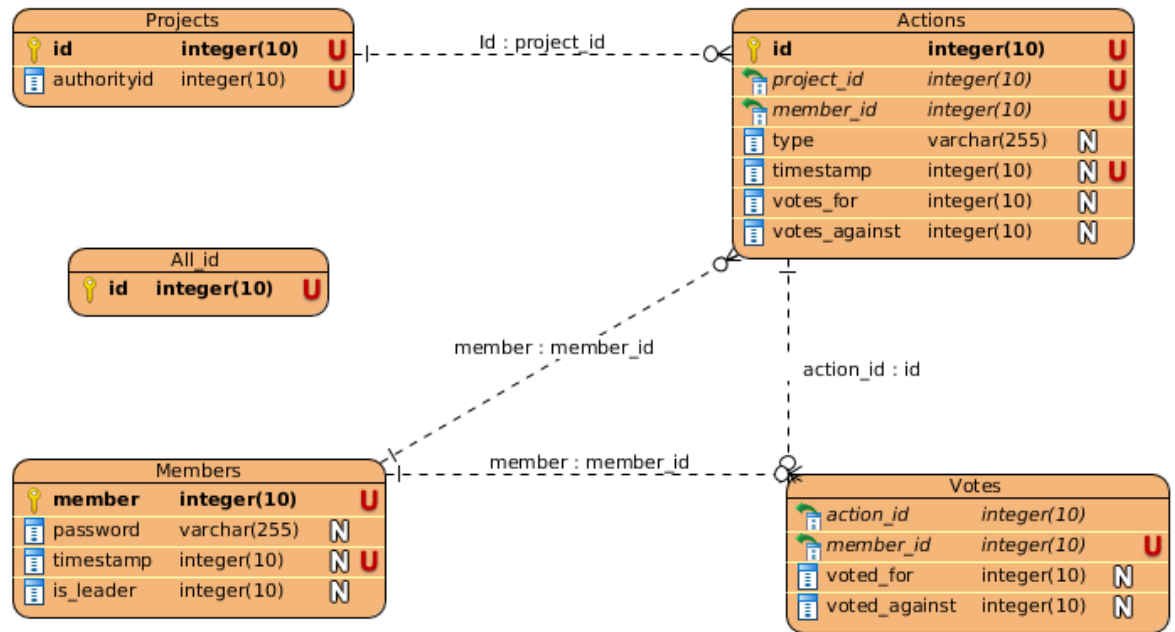 Projects
id integer(10) U
authorityid integer(10) U
Id : project_id
Actions
id integer(10) U
project_id integer(10) U
member_id integer(10) U
type varchar(255) N
timestamp integer(10) N U
votes_for integer(10) N
votes_against integer(10) N
All_id
id integer(10) U
member : member_id
action_id : id
Members
member integer(10) U
password varchar(255) N
timestamp integer(10) N U
is_leader integer(10) N
member : member_id
Votes
action_id integer(10)
member_id integer(10) U
voted_for integer(10) N
voted_against integer(10) N